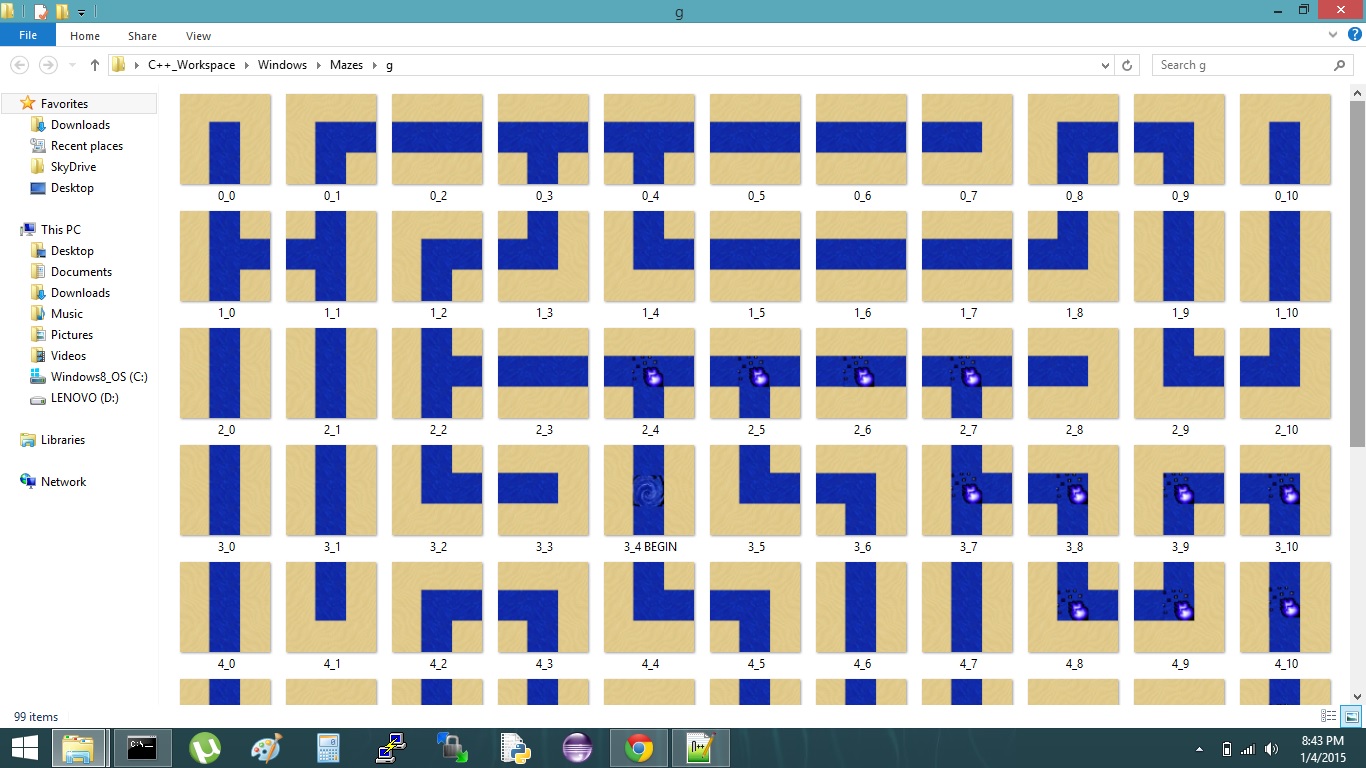 g
File Home Share View
C++_Workspace Windows Mazes g Search g
Favorites
Downloads
Recent places
SkyDrive
Desktop
This PC
Desktop
Documents
Downloads
Music
Pictures
Videos
Windows8_OS (C:)
LENOVO (D:)
Libraries
Network
0_0 0_1 0_2 0_3 0_4 0_5 0_6 0_7 0_8 0_9 0_10
1_0 1_1 1_2 1_3 1_4 1_5 1_6 1_7 1_8 1_9 1_10
2_0 2_1 2_2 2_3 2_4 2_5 2_6 2_7 2_8 2_9 2_10
3_0 3_1 3_2 3_3 3_4 BEGIN 3_5 3_6 3_7 3_8 3_9 3_10
4_0 4_1 4_2 4_3 4_4 4_5 4_6 4_7 4_8 4_9 4_10
99 items
C:\.
8:43 PM
1/4/2015